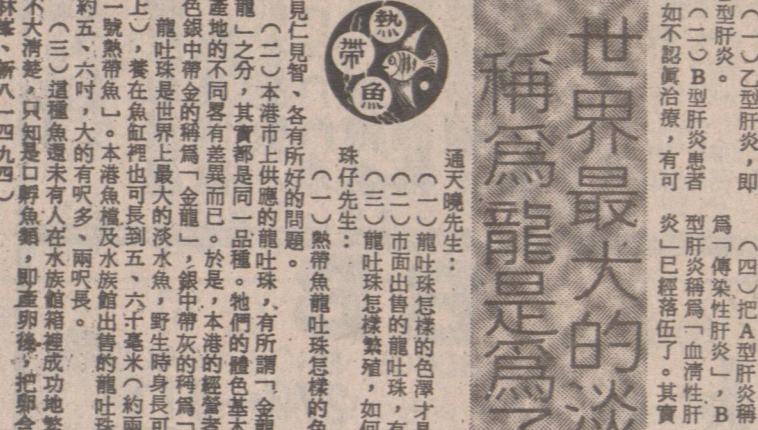 （一）乙型肝炎，即
型肝炎。
（二）B型肝炎患者
如不認眞治療，有可
（四）把A型肝炎稱
爲「傳染性肝炎」，B
型肝炎稱爲「血清性肝
炎」已經落伍了。其實
世界最大的淡
稱爲龍是爲了
熱帶魚
通天曉先生：
（一）龍吐珠怎樣的色澤才是
（二）市面出售的龍吐珠，有
（三）龍吐珠怎樣繁殖，如何
珠仔先生：
（一）熱帶魚龍吐珠怎樣的色
見仁見智、各有所好的問題。
（二）本港市上供應的龍吐珠，有所謂「金龍
龍」之分，其實都是同一品種。牠們的體色基本
產地的不同畧有差異而已。於是，本港的經營者
色銀中帶金的稱爲「金龍」，銀中帶灰的稱爲「
龍吐珠是世界上最大的淡水魚，野生時身長可
上），養在魚缸裡也可長到五、六十毫米（約兩
一號熱帶魚」。本港魚檔及水族館出售的龍吐珠
約五、六吋，大的有呎多、兩呎長。
（三）這種魚還未有人在水族館箱裡成功地繁
不大清楚，只知是口孵魚類，即產卵後，把卵含
新八一四九四）